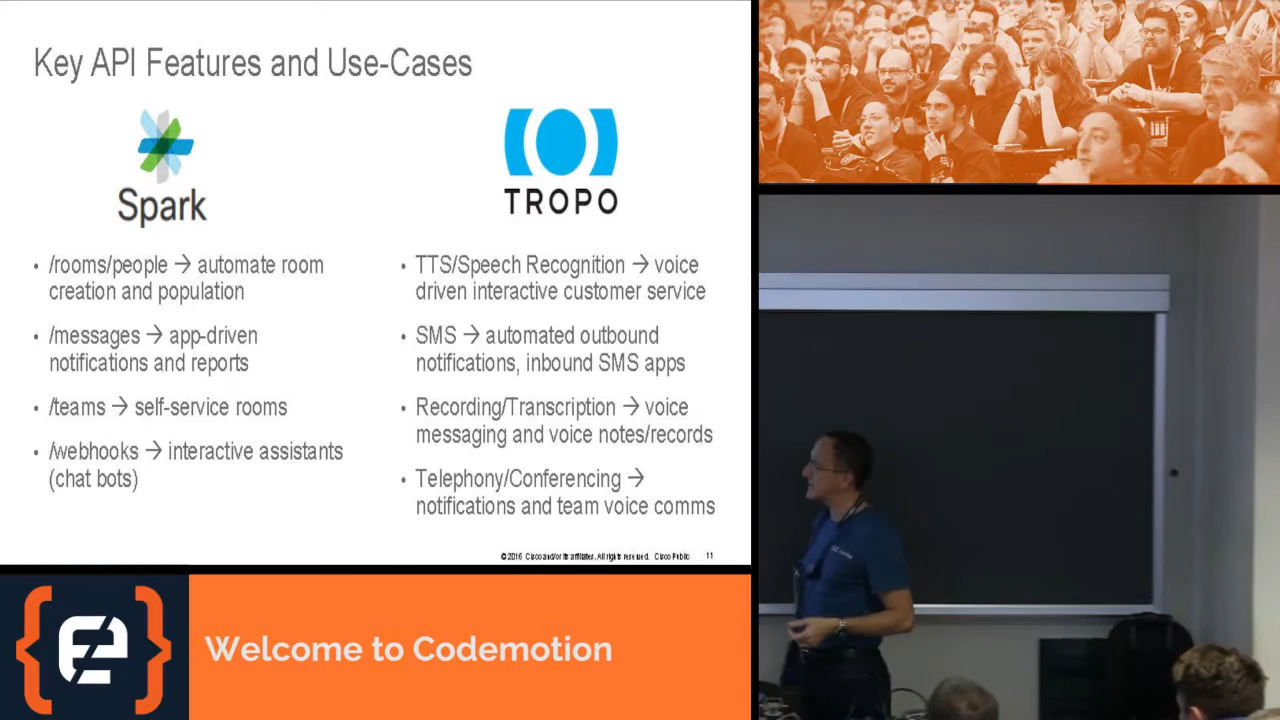 Key API Features and Use-Cases
Spark
TROPO
• /rooms/people → automate room
creation and population
• /messages → app-driven
notifications and reports
• /teams → self-service rooms
• /webhooks → interactive assistants
(chat bots)
• TTS/Speech Recognition → voice
driven interactive customer service
• SMS → automated outbound
notifications, inbound SMS apps
• Recording/Transcription → voice
messaging and voice notes/records
• Telephony/Conferencing →
notifications and team voice comms
© 2016 Cisco and/or its affiliates. All rights reserved. Cisco Public 11
Welcome to Codemotion